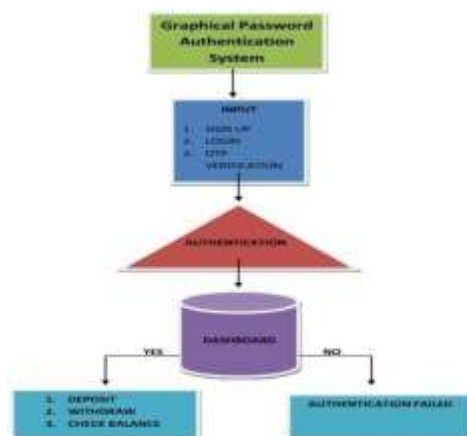 Graphical Password
Authentication
System
INPUT
1. SIGN UP
2. LOGIN
3. OTP
VERIFICATION
AUTHENTICATION
DASHBOARD
YES
NO
1. DEPOSIT
2. WITHDRAW
3. CHECK BALANCE
AUTHENTICATION FAILED